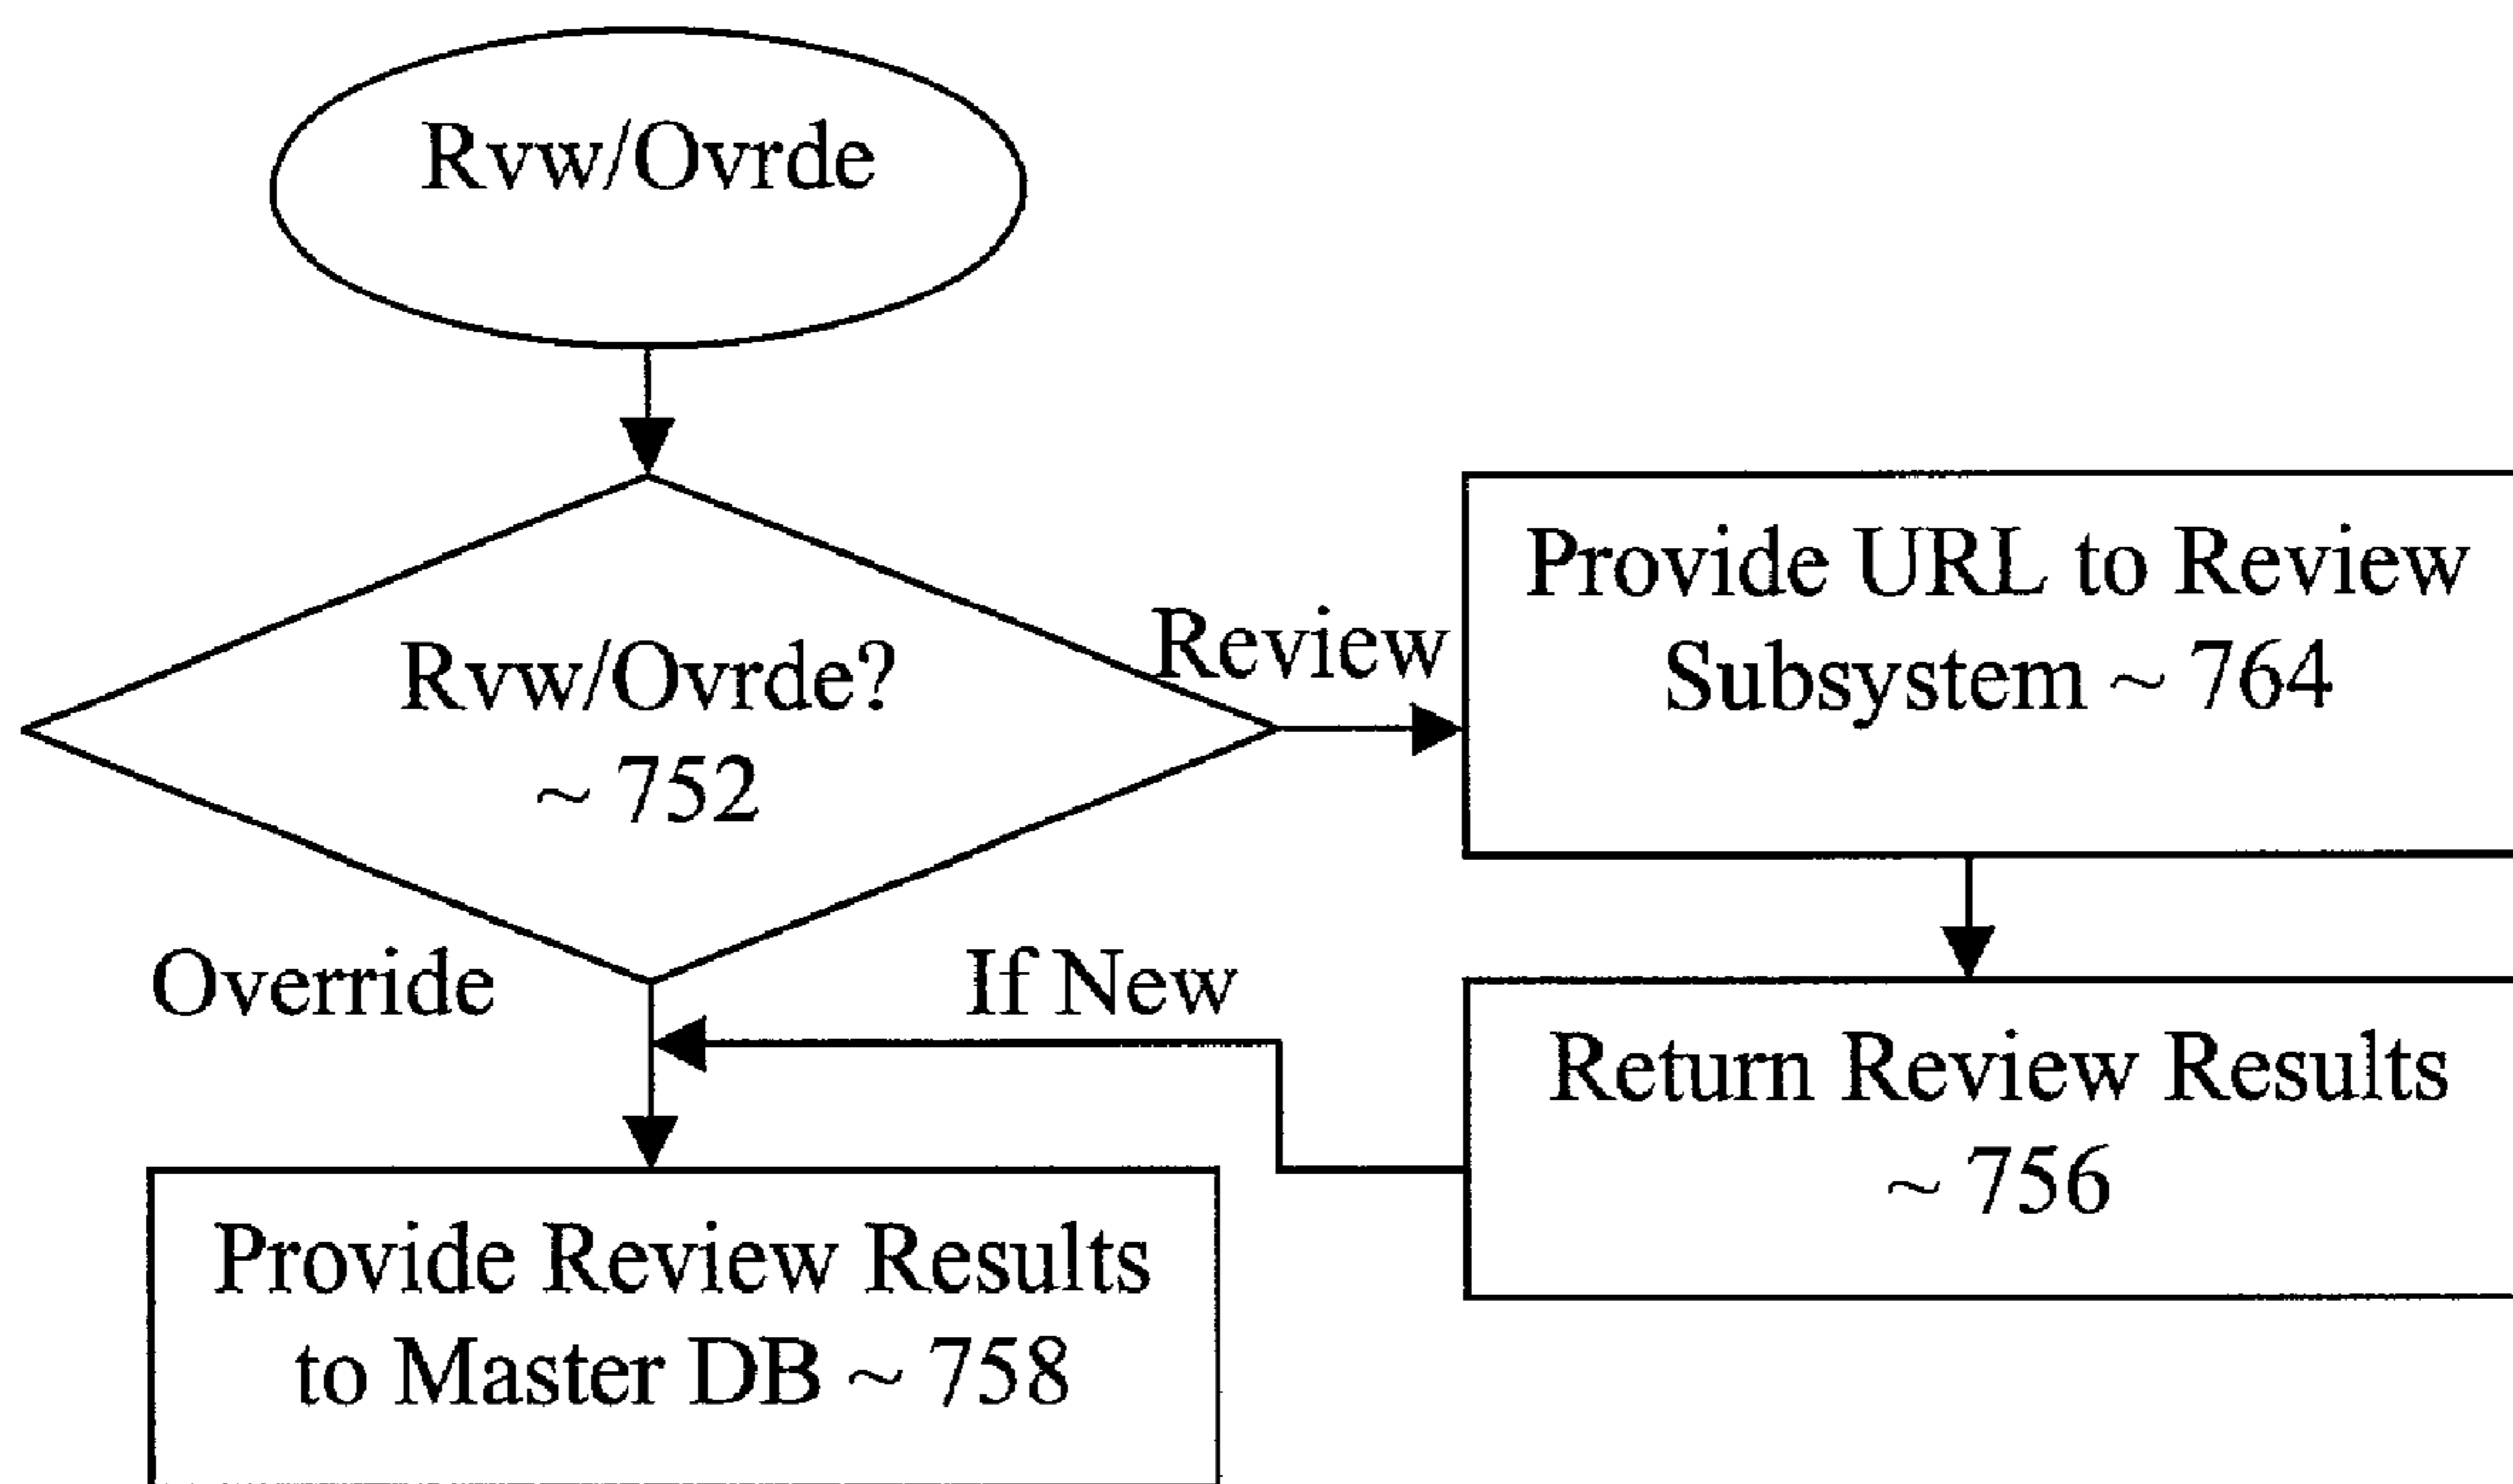 Rvw/Ovrde
Rvw/Ovrde?
~ 752
Review
Provide URL to Review
Subsystem ~ 764
Override
If New
Return Review Results
~ 756
Provide Review Results
to Master DB ~ 758